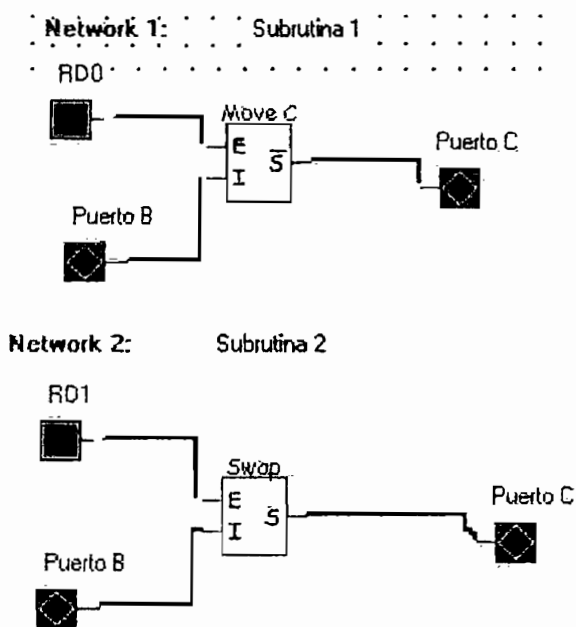 Network 1: Subrutina 1
RD0
Move C
E S
I
Puerto C
Puerto B
Network 2: Subrutina 2
RD1
Swap
E S
I
Puerto C
Puerto B